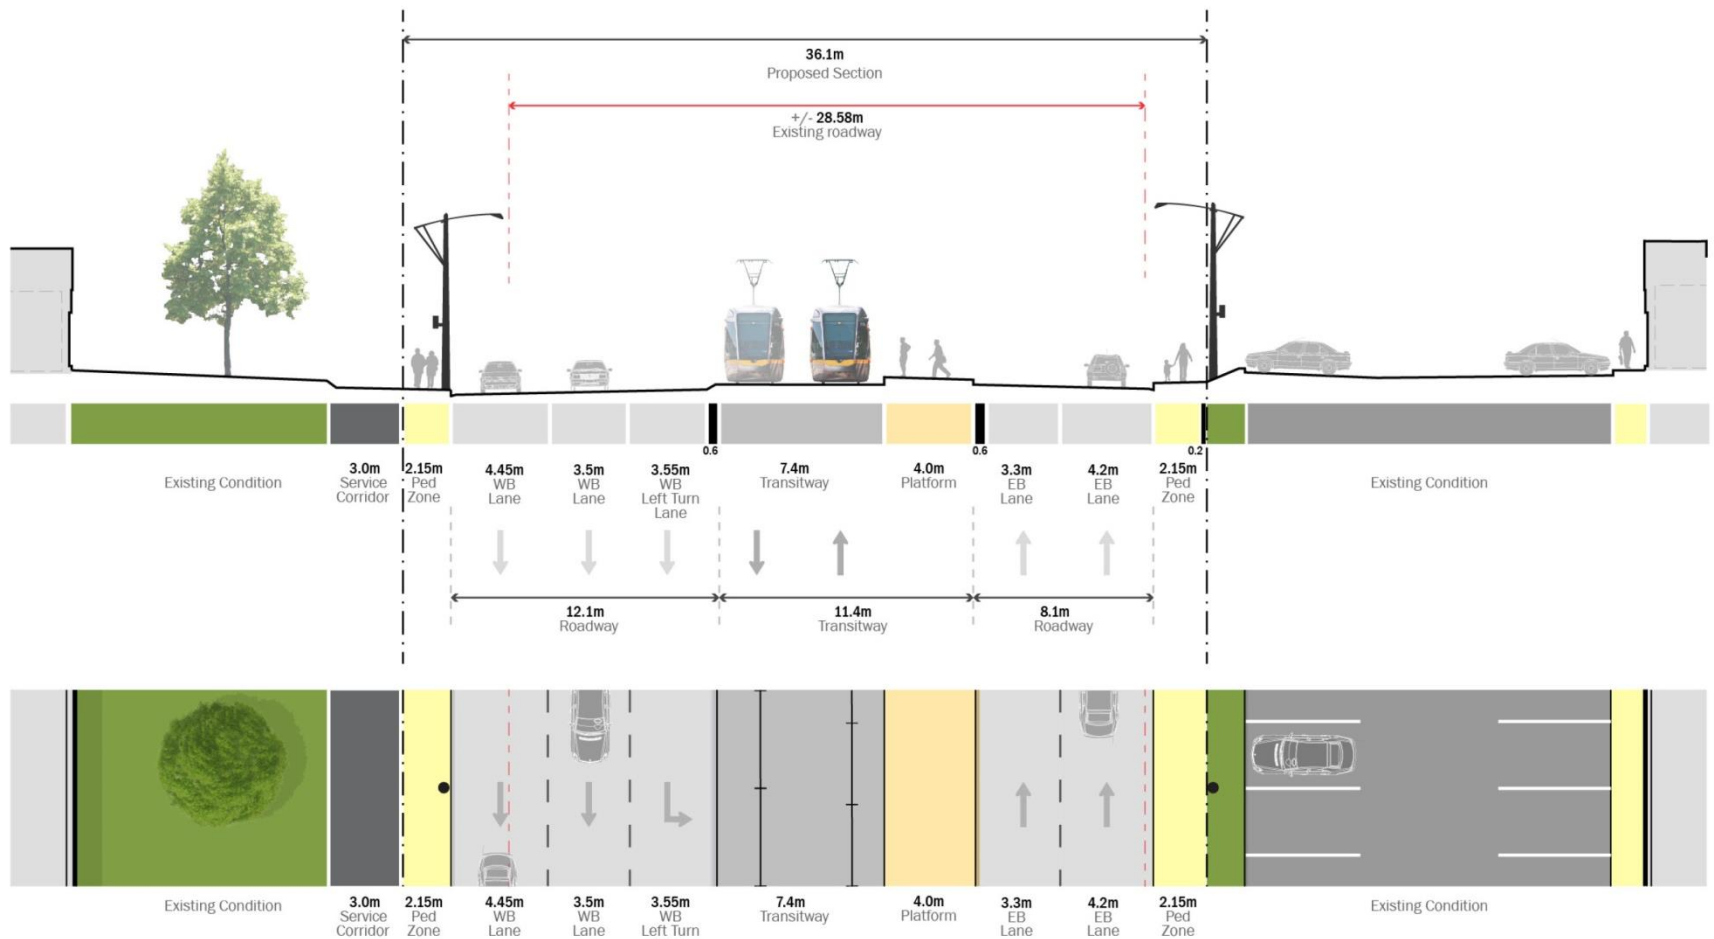 36.1m
Proposed Section
+/- 28.58m
Existing roadway
0.6
0.6
0.2
Existing Condition
3.0m
Service
Corridor
2.15m
Ped
Zone
4.45m
WB
Lane
3.5m
WB
Lane
3.55m
WB
Left Turn
Lane
7.4m
Transitway
4.0m
Platform
3.3m
EB
Lane
4.2m
EB
Lane
2.15m
Ped
Zone
Existing Condition
12.1m
Roadway
11.4m
Transitway
8.1m
Roadway
Existing Condition
3.0m
Service
Corridor
2.15m
Ped
Zone
4.45m
WB
Lane
3.5m
WB
Lane
3.55m
WB
Left Turn
7.4m
Transitway
4.0m
Platform
3.3m
EB
Lane
4.2m
EB
Lane
2.15m
Ped
Zone
Existing Condition